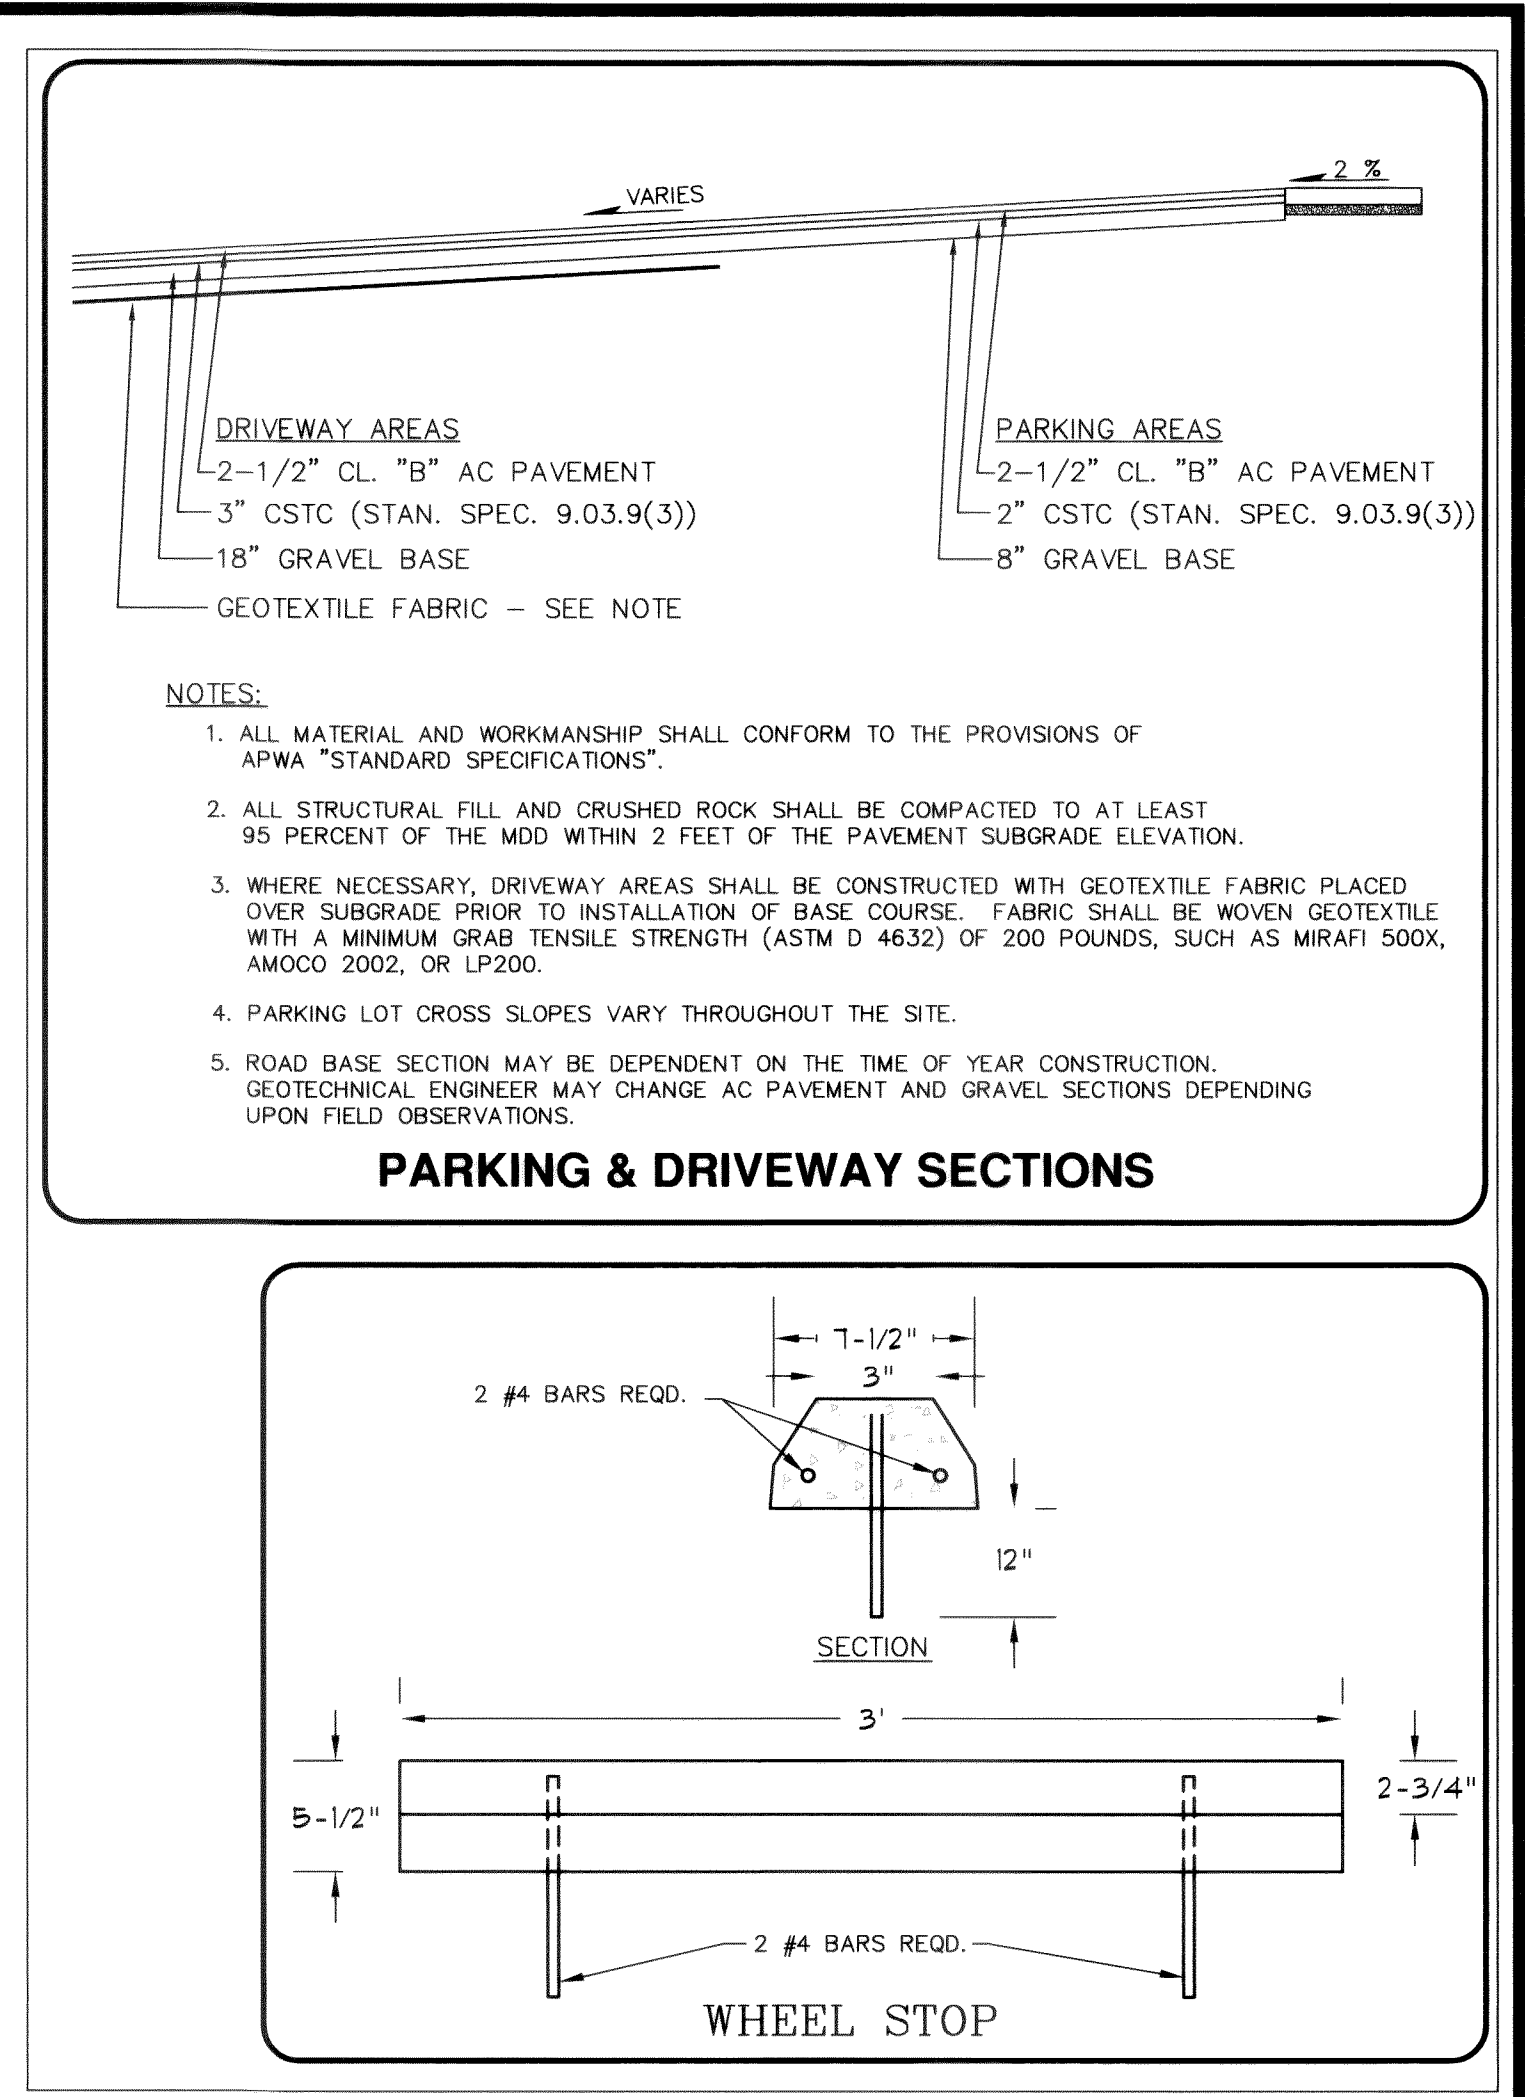 2 %
VARIES
DRIVEWAY AREAS
2-1/2" CL. "B" AC PAVEMENT
3" CSTC (STAN. SPEC. 9.03.9(3))
18" GRAVEL BASE
GEOTEXTILE FABRIC – SEE NOTE
PARKING AREAS
2-1/2" CL. "B" AC PAVEMENT
2" CSTC (STAN. SPEC. 9.03.9(3))
8" GRAVEL BASE
NOTES:
1. ALL MATERIAL AND WORKMANSHIP SHALL CONFORM TO THE PROVISIONS OF
APWA "STANDARD SPECIFICATIONS".
2. ALL STRUCTURAL FILL AND CRUSHED ROCK SHALL BE COMPACTED TO AT LEAST
95 PERCENT OF THE MDD WITHIN 2 FEET OF THE PAVEMENT SUBGRADE ELEVATION.
3. WHERE NECESSARY, DRIVEWAY AREAS SHALL BE CONSTRUCTED WITH GEOTEXTILE FABRIC PLACED
OVER SUBGRADE PRIOR TO INSTALLATION OF BASE COURSE. FABRIC SHALL BE WOVEN GEOTEXTILE
WITH A MINIMUM GRAB TENSILE STRENGTH (ASTM D 4632) OF 200 POUNDS, SUCH AS MIRAFI 500X,
AMOCO 2002, OR LP200.
4. PARKING LOT CROSS SLOPES VARY THROUGHOUT THE SITE.
5. ROAD BASE SECTION MAY BE DEPENDENT ON THE TIME OF YEAR CONSTRUCTION.
GEOTECHNICAL ENGINEER MAY CHANGE AC PAVEMENT AND GRAVEL SECTIONS DEPENDING
UPON FIELD OBSERVATIONS.
PARKING & DRIVEWAY SECTIONS
7-1/2"
3"
2 #4 BARS REQD.
12"
SECTION
3'
5-1/2"
2-3/4"
2 #4 BARS REQD.
WHEEL STOP